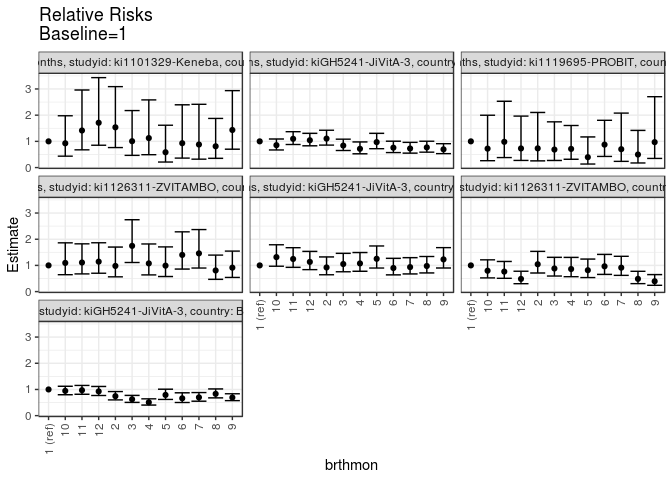 Relative Risks
Baseline=1
nths, studyid: ki1101329-Keneba, cou
ns, studyid: kiGH5241-JiVitA-3, country
nths, studyid: ki1119695-PROBIT, coun
3
2
1
0
s, studyid: ki1126311-ZVITAMBO, coun
s, studyid: kiGH5241-JiVitA-3, country
studyid: ki1126311-ZVITAMBO, country
3
2
1
0
studyid: kiGH5241-JiVitA-3, country: B
3
2
1
0
Estimate
1 (ref) 10 11 12 2 3 4 5 6 7 8 9
1 (ref) 10 11 12 2 3 4 5 6 7 8 9
1 (ref) 10 11 12 2 3 4 5 6 7 8 9
brthmon